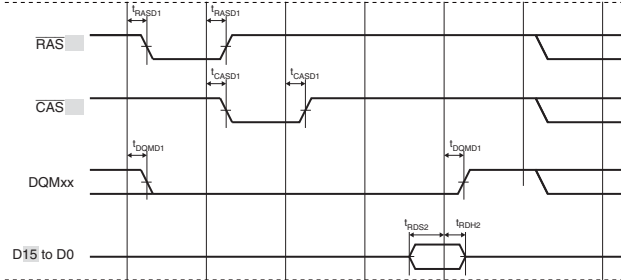 tRASD1 tRASD1
RAS
tCASD1 tCASD1
CAS
tDQMD1 tDQMD1
DQMxx
tRDS2 tRDH2
D15 to D0